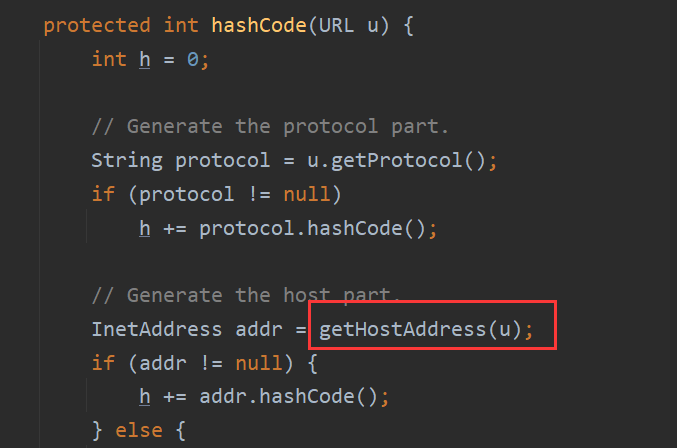 protected int hashCode(URL u) {
int h = 0;
// Generate the protocol part.
String protocol = u.getProtocol();
if (protocol != null)
h += protocol.hashCode();
// Generate the host part.
InetAddress addr = getHostAddress(u);
if (addr != null) {
h += addr.hashCode();
} else {